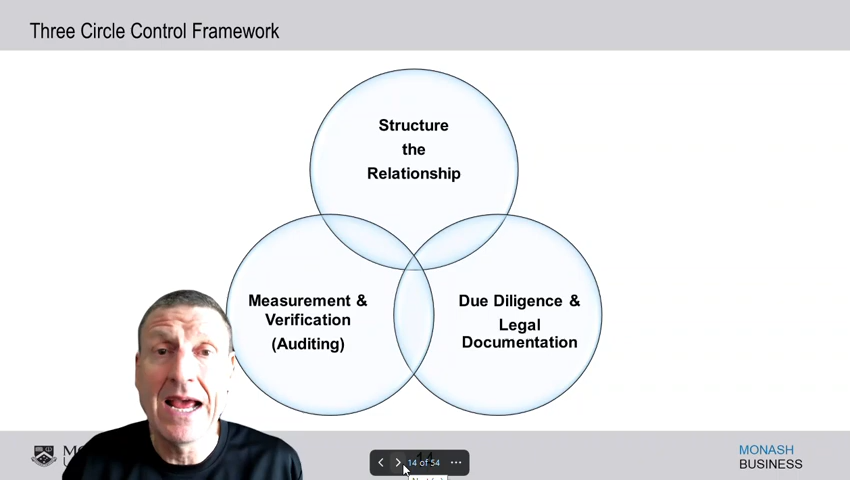 Three Circle Control Framework
Structure
the
Relationship
Measurement &
Verification
(Auditing)
Due Diligence &
Legal
Documentation
14 of 54
MONASH
BUSINESS